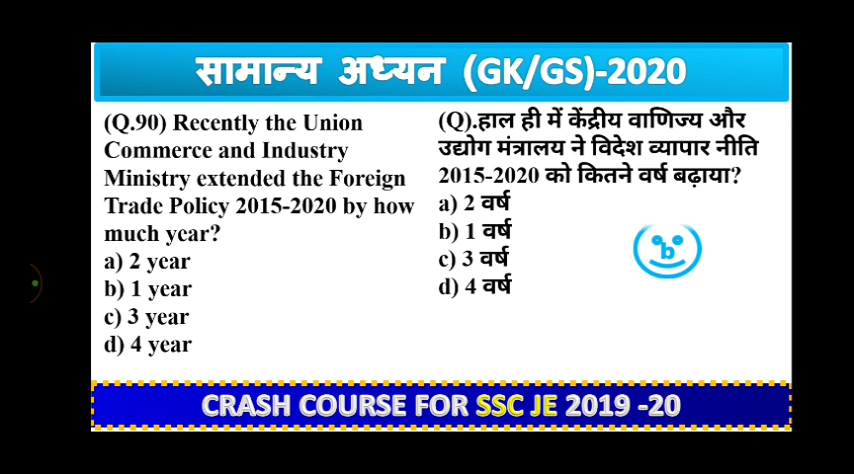 सामान्य अध्यन (GK/GS)-2020
(Q.90) Recently the Union
Commerce and Industry
Ministry extended the Foreign
Trade Policy 2015-2020 by how
much year?
a) 2 year
b) 1 year
c) 3 year
d) 4 year
(Q).हाल ही में केंद्रीय वाणिज्य और
उद्योग मंत्रालय ने विदेश व्यापार नीति
2015-2020 को कितने वर्ष बढ़ाया?
a) 2 वर्ष
b) 1 वर्ष
c) 3 वर्ष
d) 4 वर्ष
b
CRASH COURSE FOR SSC JE 2019 -20